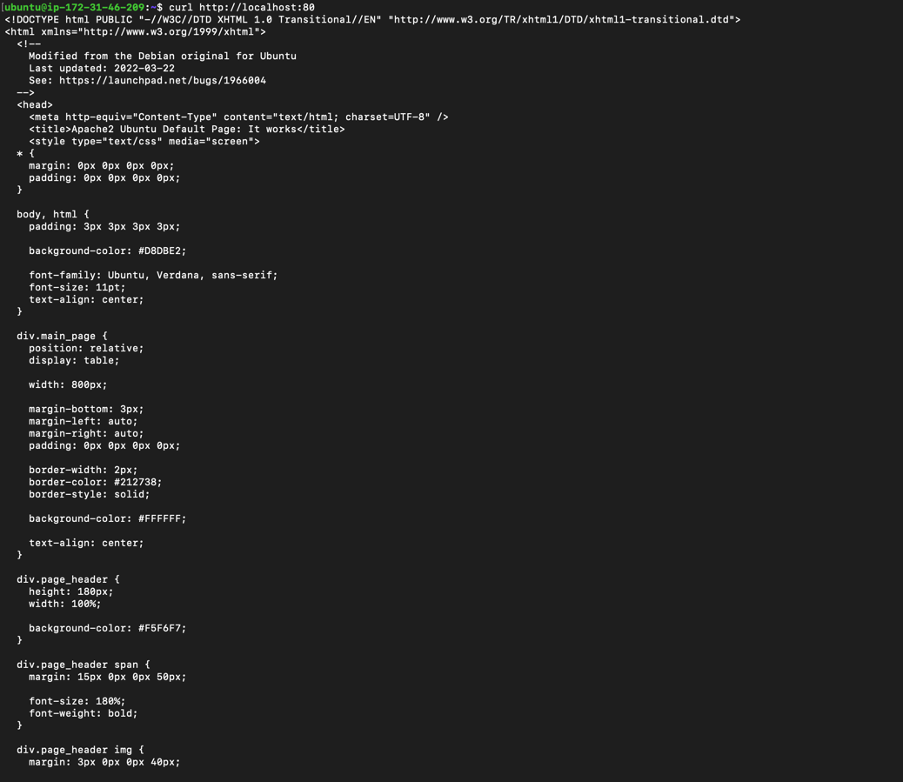 [ubuntu@ip-172-31-46-209:~$ curl http://localhost:80
<!DOCTYPE html PUBLIC "-//W3C//DTD XHTML 1.0 Transitional//EN" "http://www.w3.org/TR/xhtml1/DTD/xhtml1-transitional.dtd">
<html xmlns="http://www.w3.org/1999/xhtml">
  <!--
    Modified from the Debian original for Ubuntu
    Last updated: 2022-03-22
    See: https://launchpad.net/bugs/1966004
  -->
  <head>
    <meta http-equiv="Content-Type" content="text/html; charset=UTF-8" />
    <title>Apache2 Ubuntu Default Page: It works</title>
    <style type="text/css" media="screen">
  * {
    margin: 0px 0px 0px 0px;
    padding: 0px 0px 0px 0px;
  }

  body, html {
    padding: 3px 3px 3px 3px;

    background-color: #D8DBE2;

    font-family: Ubuntu, Verdana, sans-serif;
    font-size: 11pt;
    text-align: center;
  }

  div.main_page {
    position: relative;
    display: table;

    width: 800px;

    margin-bottom: 3px;
    margin-left: auto;
    margin-right: auto;
    padding: 0px 0px 0px 0px;

    border-width: 2px;
    border-color: #212738;
    border-style: solid;

    background-color: #FFFFFF;

    text-align: center;
  }

  div.page_header {
    height: 180px;
    width: 100%;

    background-color: #F5F6F7;
  }

  div.page_header span {
    margin: 15px 0px 0px 50px;

    font-size: 180%;
    font-weight: bold;
  }

  div.page_header img {
    margin: 3px 0px 0px 40px;